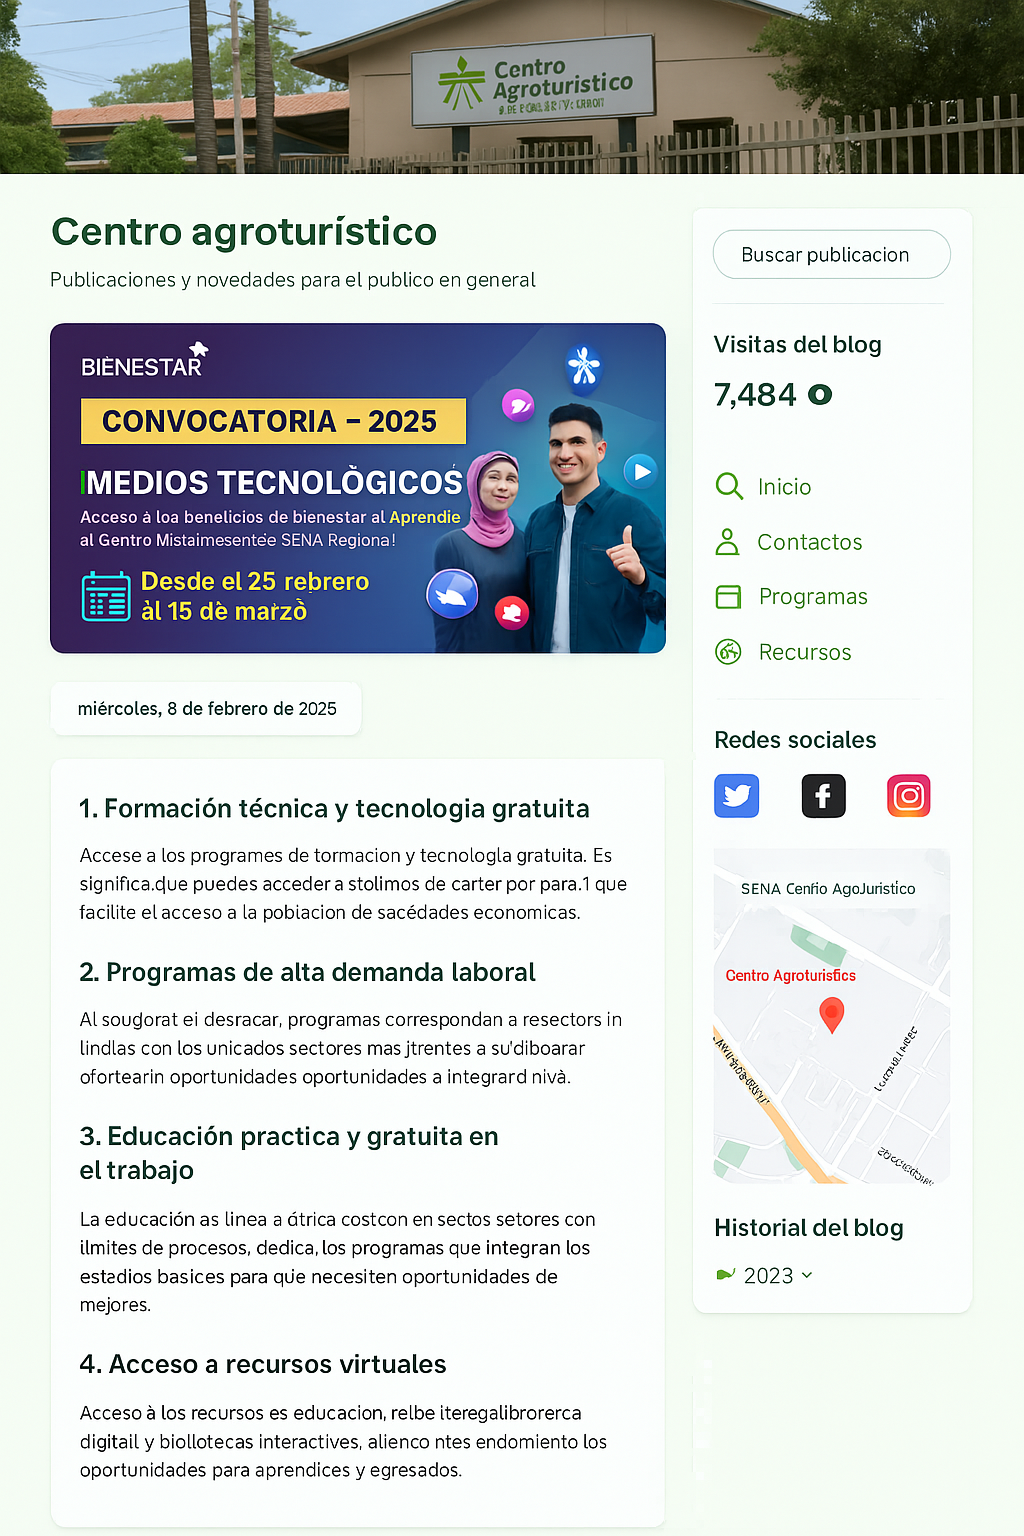 Centro
Agroturistico
Centro agroturístico
Publicaciones y novedades para el publico en general
BIENESTAR
CONVOCATORIA – 2025
MEDIOS TECNOLÒGICOS
Acceso à loa benelicios de bienestar al Aprendie
al Gentro Mistaimesentèe SENA Regiona!
Desde el 25 rebrero
àl 15 dè marzò
miércoles, 8 de febrero de 2025
1. Formación técnica y tecnologia gratuita
Accese a los programes de tormacion y tecnologla gratuita. Es
signifıca.que puedes acceder a stolimos de carter por para.1 que
facilite el acceso a la pobiacion de sacédades economicas.
2. Programas de alta demanda laboral
Al sougorat ei desracar, programas correspondan a resectors in
lindlas con los unicados sectores mas jtrentes a su'diboarar
ofortearin oportunidades oportunidades a integrard nivà.
3. Educación practica y gratuita en
el trabajo
La educación as linea a átrica costcon en sectos setores con
ilmites de procesos, dedica, los programas que integran los
estadios basices para que necesiten oportunidades de
mejores.
4. Acceso a recursos virtuales
Acceso à los recursos es educacion, relbe iteregalibrorerca
digitail y biollotecas interactives, alienco ntes endomiento los
oportunidades para aprendices y egresados.
Buscar publicacion
Visitas del blog
7,484
Inicio
Contactos
Programas
Recursos
Redes sociales
SENA Cenfio AgoJuristico
Centro Agroturisfics
Historial del blog
2023